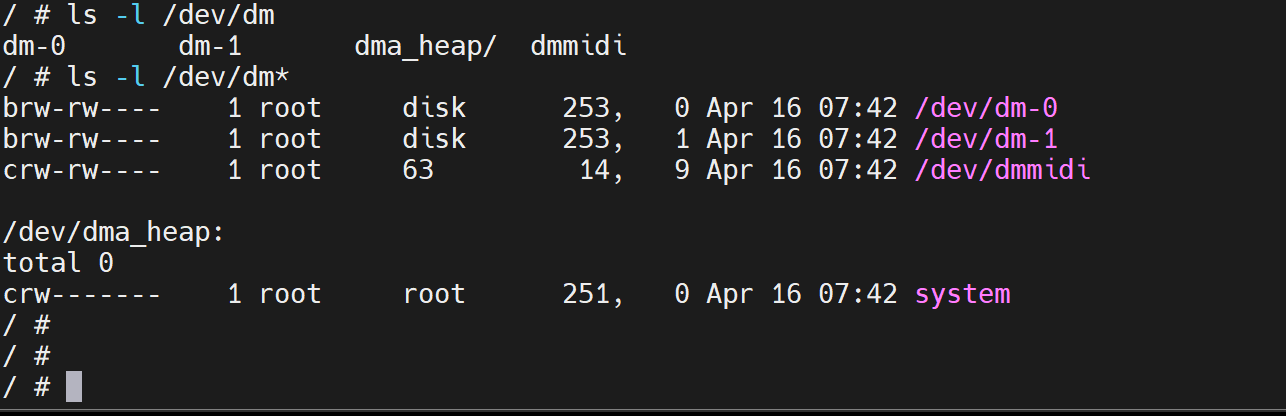 / # ls -l /dev/dm
dm-0       dm-1       dma_heap/  dmmidi
/ # ls -l /dev/dm*
brw-rw----    1 root     disk      253,   0 Apr 16 07:42 /dev/dm-0
brw-rw----    1 root     disk      253,   1 Apr 16 07:42 /dev/dm-1
crw-rw----    1 root     63         14,   9 Apr 16 07:42 /dev/dmmidi

/dev/dma_heap:
total 0
crw-------    1 root     root      251,   0 Apr 16 07:42 system
/ #
/ #
/ #